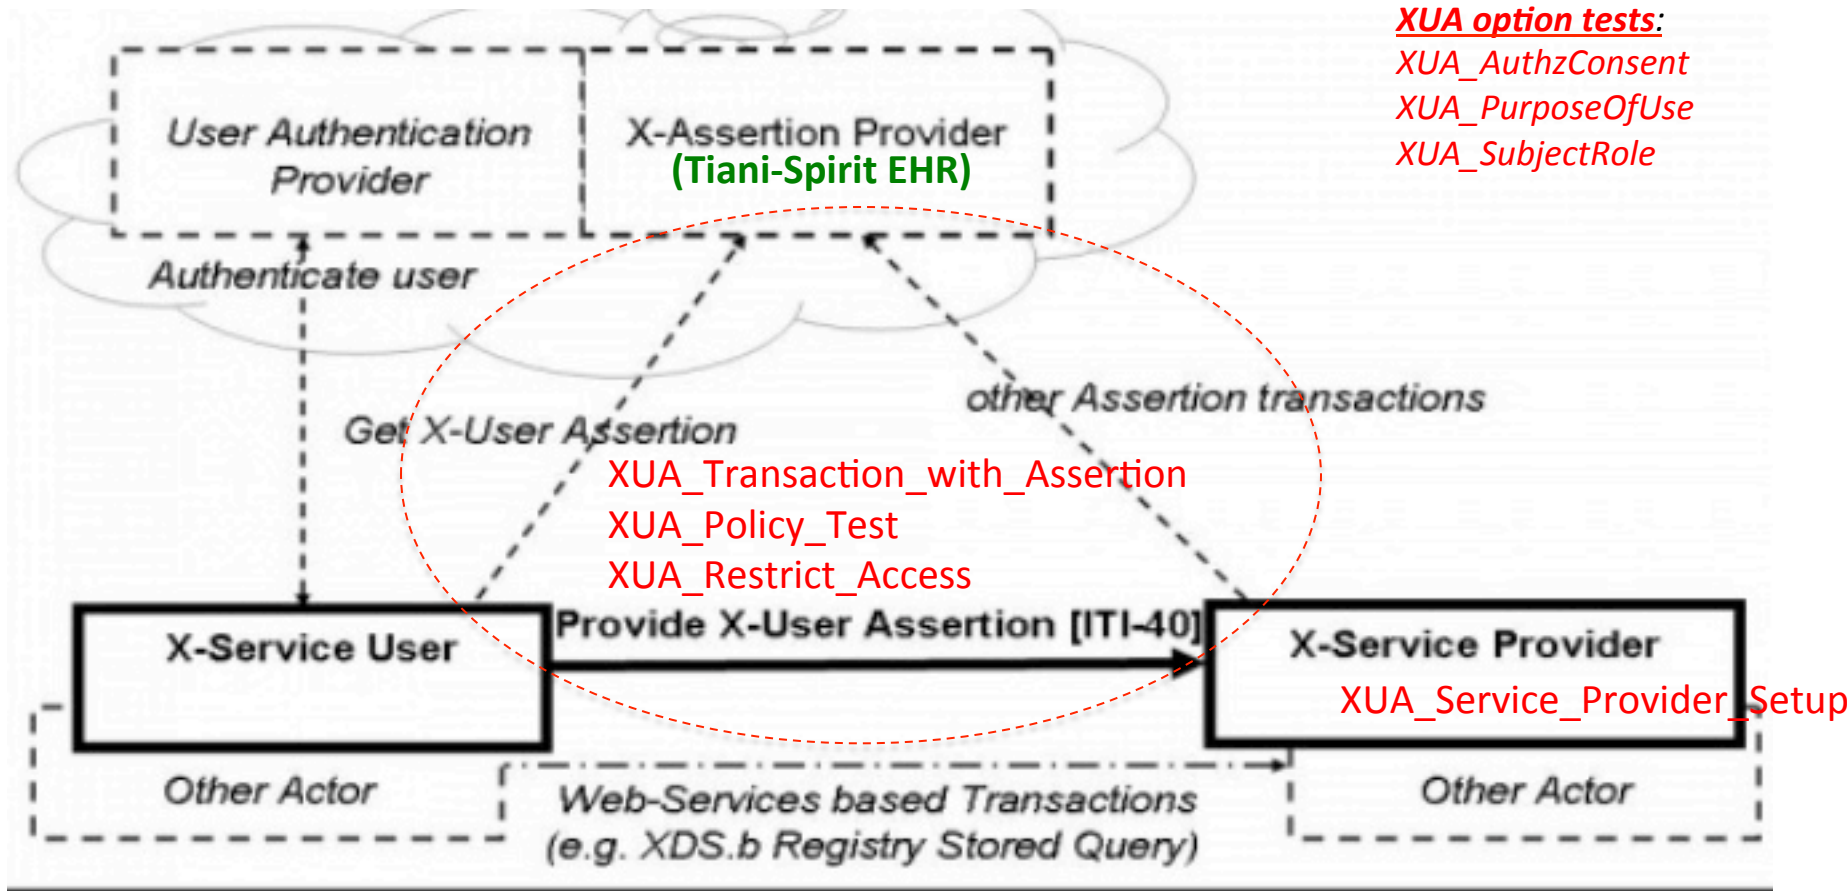 XUA option tests:
XUA_AuthzConsent
XUA_PurposeOfUse
XUA_SubjectRole
User Authentication
Provider
X-Assertion Provider
(Tiani-Spirit EHR)
Authenticate user
other Assertion transactions
Get X-User Assertion
XUA_Transaction_with_Assertion
XUA_Policy_Test
XUA_Restrict_Access
Provide X-User Assertion [ITI-40]
X-Service User
X-Service Provider
XUA_Service_Provider_Setup
Other Actor
Web-Services based Transactions
(e.g. XDS.b Registry Stored Query)
Other Actor